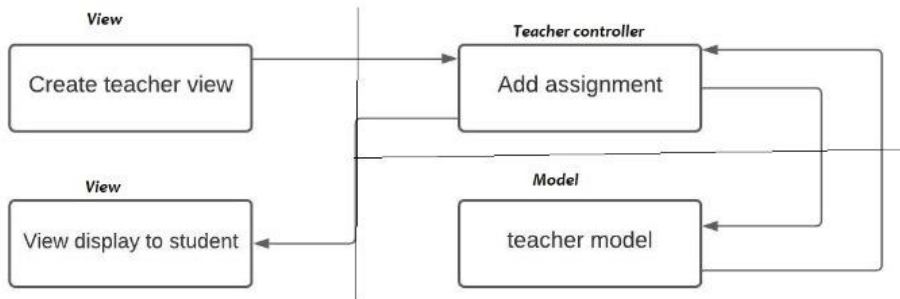 View
Create teacher view
Teacher controller
Add assignment
View
View display to student
Model
teacher model